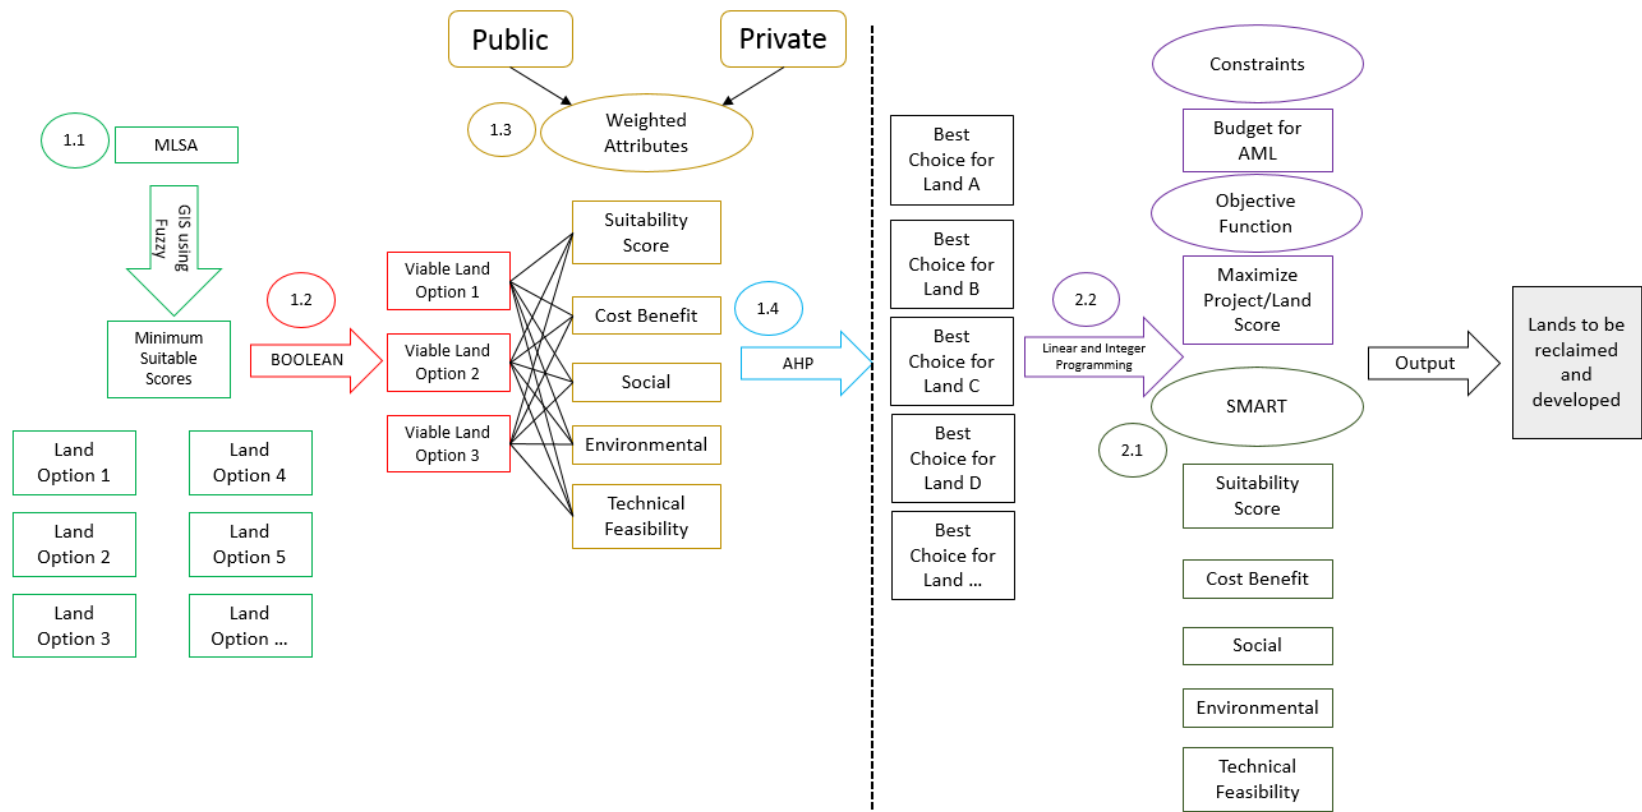 Public
Private
1.3
Weighted
Attributes
1.1
MLSA
GIS using
Fuzzy
Minimum
Suitable
Scores
Land
Option 1
Land
Option 4
Land
Option 2
Land
Option 5
Land
Option 3
Land
Option ...
1.2
BOOLEAN
Viable Land
Option 1
Viable Land
Option 2
Viable Land
Option 3
Suitability
Score
Cost Benefit
Social
Environmental
Technical
Feasibility
1.4
AHP
Best
Choice for
Land A
Best
Choice for
Land B
Best
Choice for
Land C
Best
Choice for
Land D
Best
Choice for
Land ...
2.2
Linear and Integer
Programming
Constraints
Budget for
AML
Objective
Function
Maximize
Project/Land
Score
SMART
2.1
Suitability
Score
Cost Benefit
Social
Environmental
Technical
Feasibility
Output
Lands to be
reclaimed
and
developed